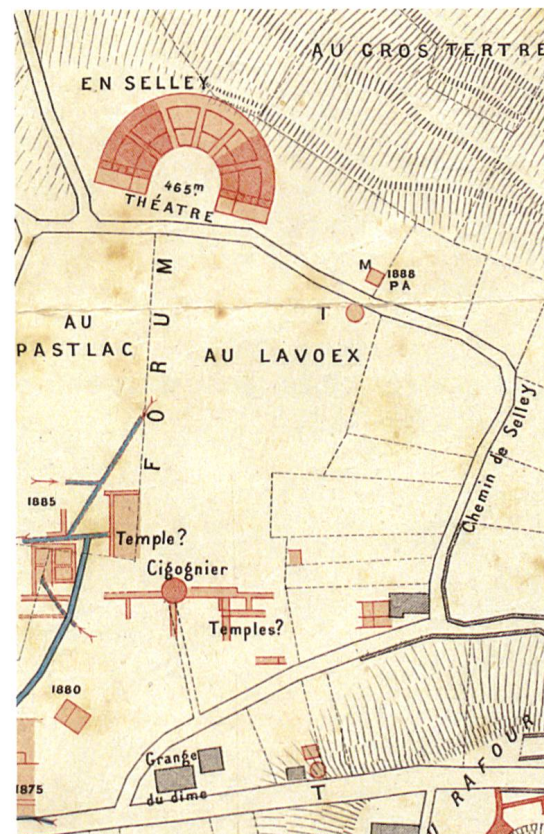 AU GROS TERTRE
EN SELLEY
465m
THÉATRE
FORUM
M
1888
PA
I
AU
PASTLAC
AU LAVOEX
Chemin de Selley
1885
Temple?
Cigognier
Temples?
1880
1875
Grange
du dime
T
RAFOUR